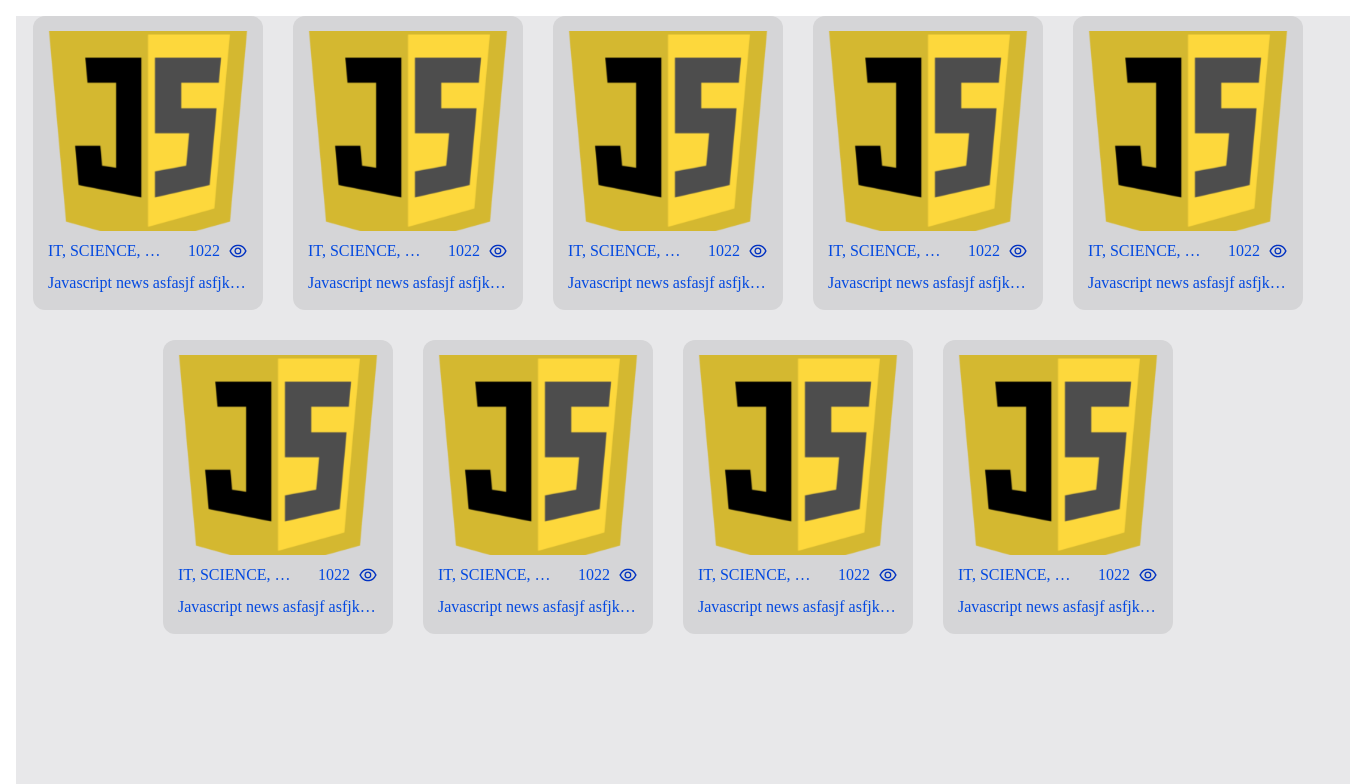 JS JS JS JS JS
IT, SCIENCE, … 1022 IT, SCIENCE, … 1022 IT, SCIENCE, … 1022 IT, SCIENCE, … 1022 IT, SCIENCE, … 1022
Javascript news asfasjf asfjk… Javascript news asfasjf asfjk… Javascript news asfasjf asfjk… Javascript news asfasjf asfjk… Javascript news asfasjf asfjk…
JS JS JS JS
IT, SCIENCE, … 1022 IT, SCIENCE, … 1022 IT, SCIENCE, … 1022 IT, SCIENCE, … 1022
Javascript news asfasjf asfjk… Javascript news asfasjf asfjk… Javascript news asfasjf asfjk… Javascript news asfasjf asfjk…